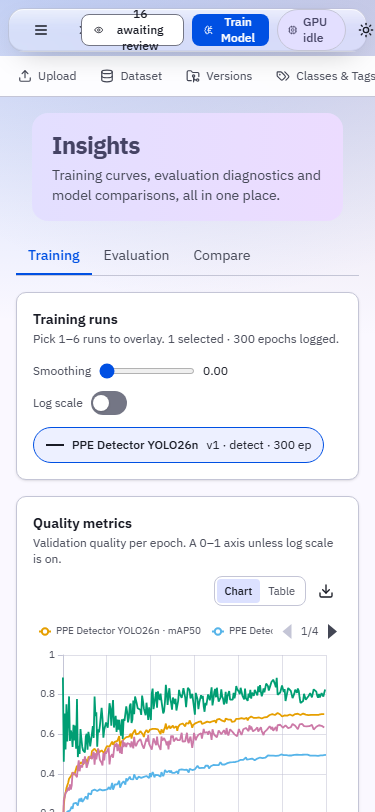 16 awaiting review
Train Model
GPU idle
Upload
Dataset
Versions
Classes & Tags
Insights
Training curves, evaluation diagnostics and
model comparisons, all in one place.
Training
Evaluation
Compare
Training runs
Pick 1–6 runs to overlay. 1 selected · 300 epochs logged.
Smoothing
0.00
Log scale
PPE Detector YOLO26n v1 · detect · 300 ep
Quality metrics
Validation quality per epoch. A 0–1 axis unless log scale
is on.
Chart
Table
PPE Detector YOLO26n · mAP50
PPE
1/4
1
0.8
0.6
0.4